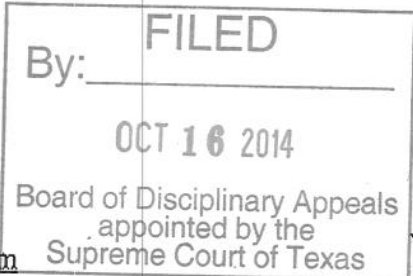 FILED
By:
OCT 16 2014
Board of Disciplinary Appeals
appointed by the
m Supreme Court of Texas